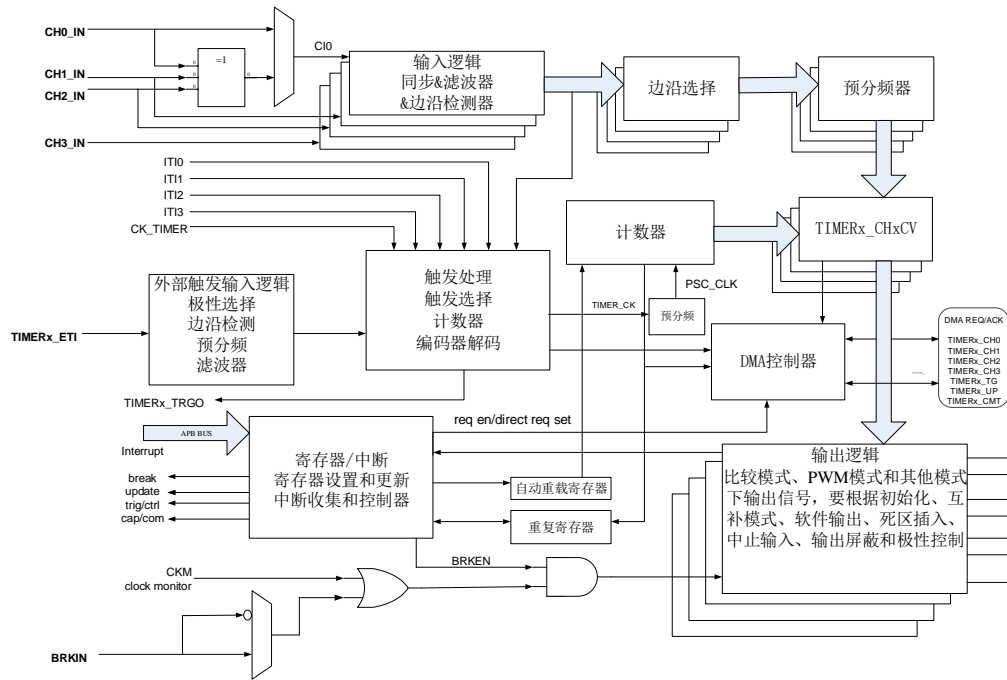 CH0_IN
CH1_IN
CH2_IN
CH3_IN
=1
CI0
输入逻辑
同步&滤波器
&边沿检测器
边沿选择
预分频器
ITI0
ITI1
ITI2
ITI3
CK_TIMER
计数器
TIMERx_CHxCV
外部触发输入逻辑
极性选择
边沿检测
预分频
滤波器
TIMERx_ETI
触发处理
触发选择
计数器
编码器解码
TIMER_CK
PSC_CLK
预分频
DMA控制器
DMA REQ/ACK
TIMERx_CH0
TIMERx_CH1
TIMERx_CH2
TIMERx_CH3
TIMERx_TG
TIMERx_UP
TIMERx_CMT
......
TIMERx_TRGO
req en/direct req set
APB BUS
Interrupt
break
update
trig/ctrl
cap/com
寄存器/中断
寄存器设置和更新
中断收集和控制器
自动重载寄存器
重复寄存器
输出逻辑
比较模式、PWM模式和其他模式
下输出信号，要根据初始化、互
补模式、软件输出、死区插入、
中止输入、输出屏蔽和极性控制
BRKEN
CKM
clock monitor
BRKIN